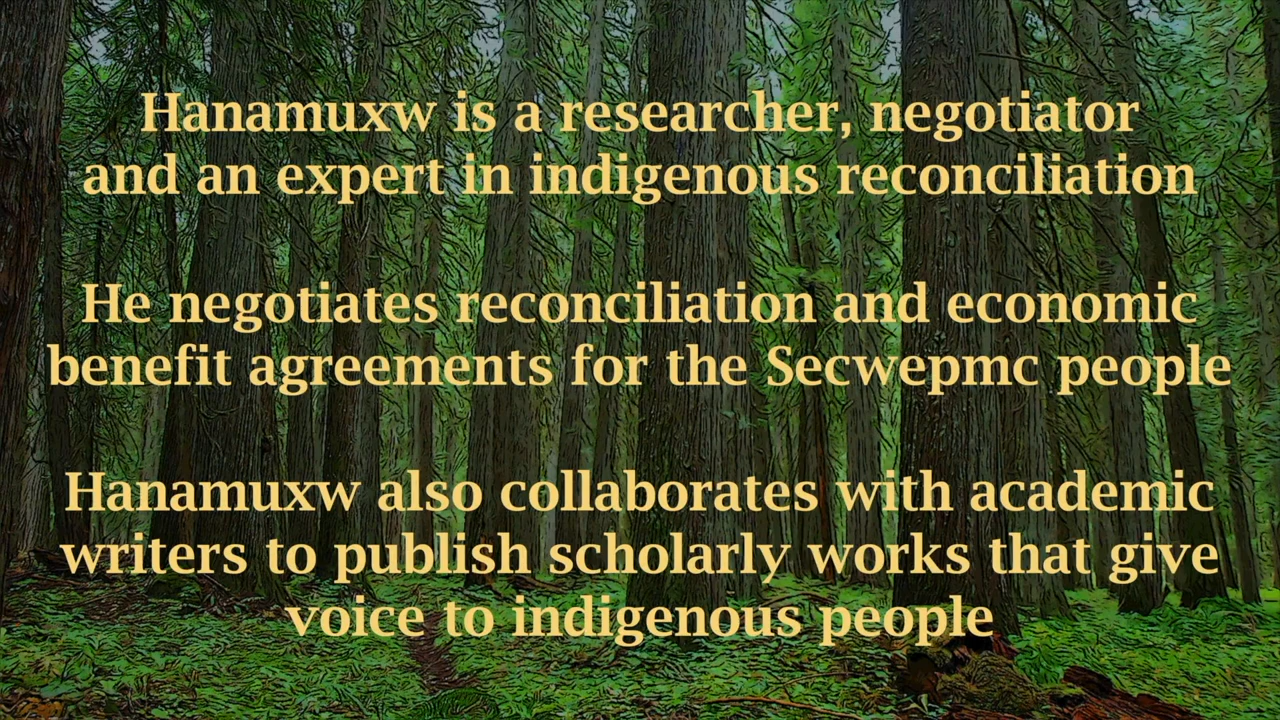 Hanamuxw is a researcher, negotiator
and an expert in indigenous reconciliation
He negotiates reconciliation and economic
benefit agreements for the Secwepmc people
Hanamuxw also collaborates with academic
writers to publish scholarly works that give
voice to indigenous people